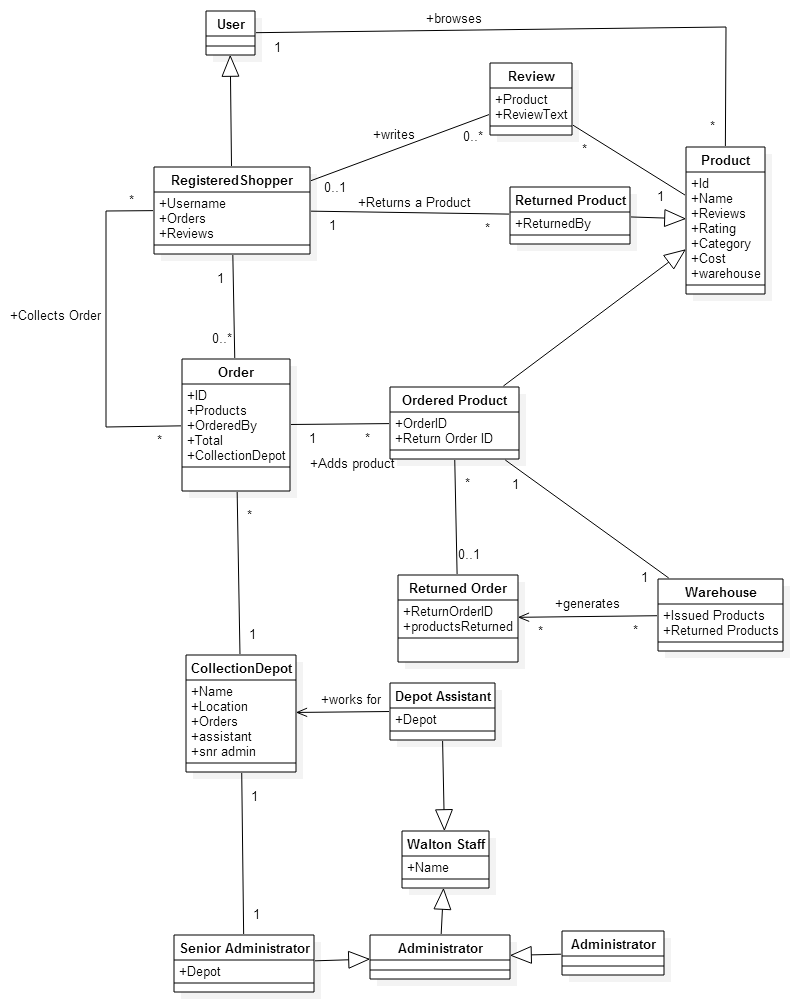 User
+browses
1
*
Review
+Product
+ReviewText
+writes
0..*
0..1
*
1
Product
+Id
+Name
+Reviews
+Rating
+Category
+Cost
+warehouse
RegisteredShopper
+Username
+Orders
+Reviews
*
+Returns a Product
1
*
Returned Product
+ReturnedBy
1
0..*
+Collects Order
*
Order
+ID
+Products
+OrderedBy
+Total
+CollectionDepot
1
*
+Adds product
Ordered Product
+OrderID
+Return Order ID
*
1
0..1
1
*
1
Returned Order
+ReturnOrderID
+productsReturned
+generates
*
*
Warehouse
+Issued Products
+Returned Products
CollectionDepot
+Name
+Location
+Orders
+assistant
+snr admin
+works for
Depot Assistant
+Depot
1
1
Walton Staff
+Name
Senior Administrator
+Depot
Administrator
Administrator